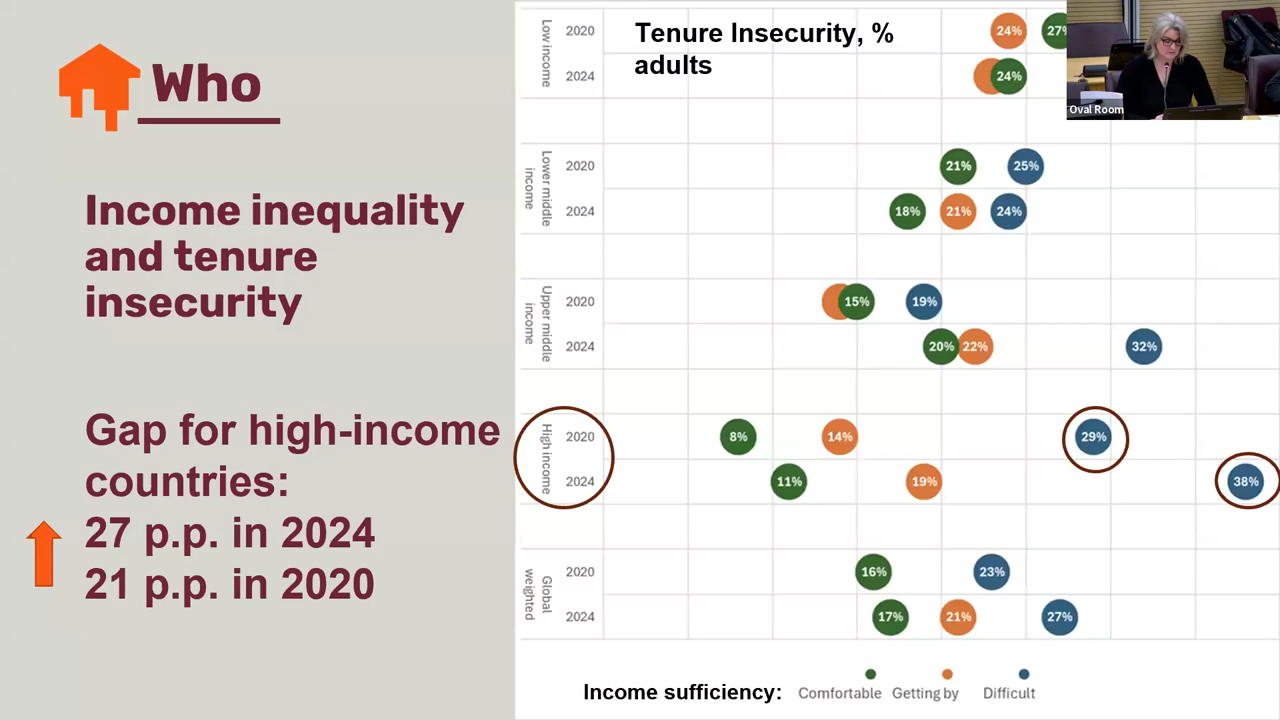 Who
Income inequality
and tenure
insecurity
Gap for high-income
countries:
27 p.p. in 2024
21 p.p. in 2020
Tenure Insecurity, %
adults
Low income
2020
24%
27%
2024
24%
Lower middle
income
2020
21%
25%
2024
18%
21%
24%
Upper middle
income
2020
15%
19%
2024
20%
22%
32%
High income
2020
8%
14%
29%
2024
11%
19%
38%
Global
weighted
2020
16%
23%
2024
17%
21%
27%
Income sufficiency:
Comfortable
Getting by
Difficult
Oval Room